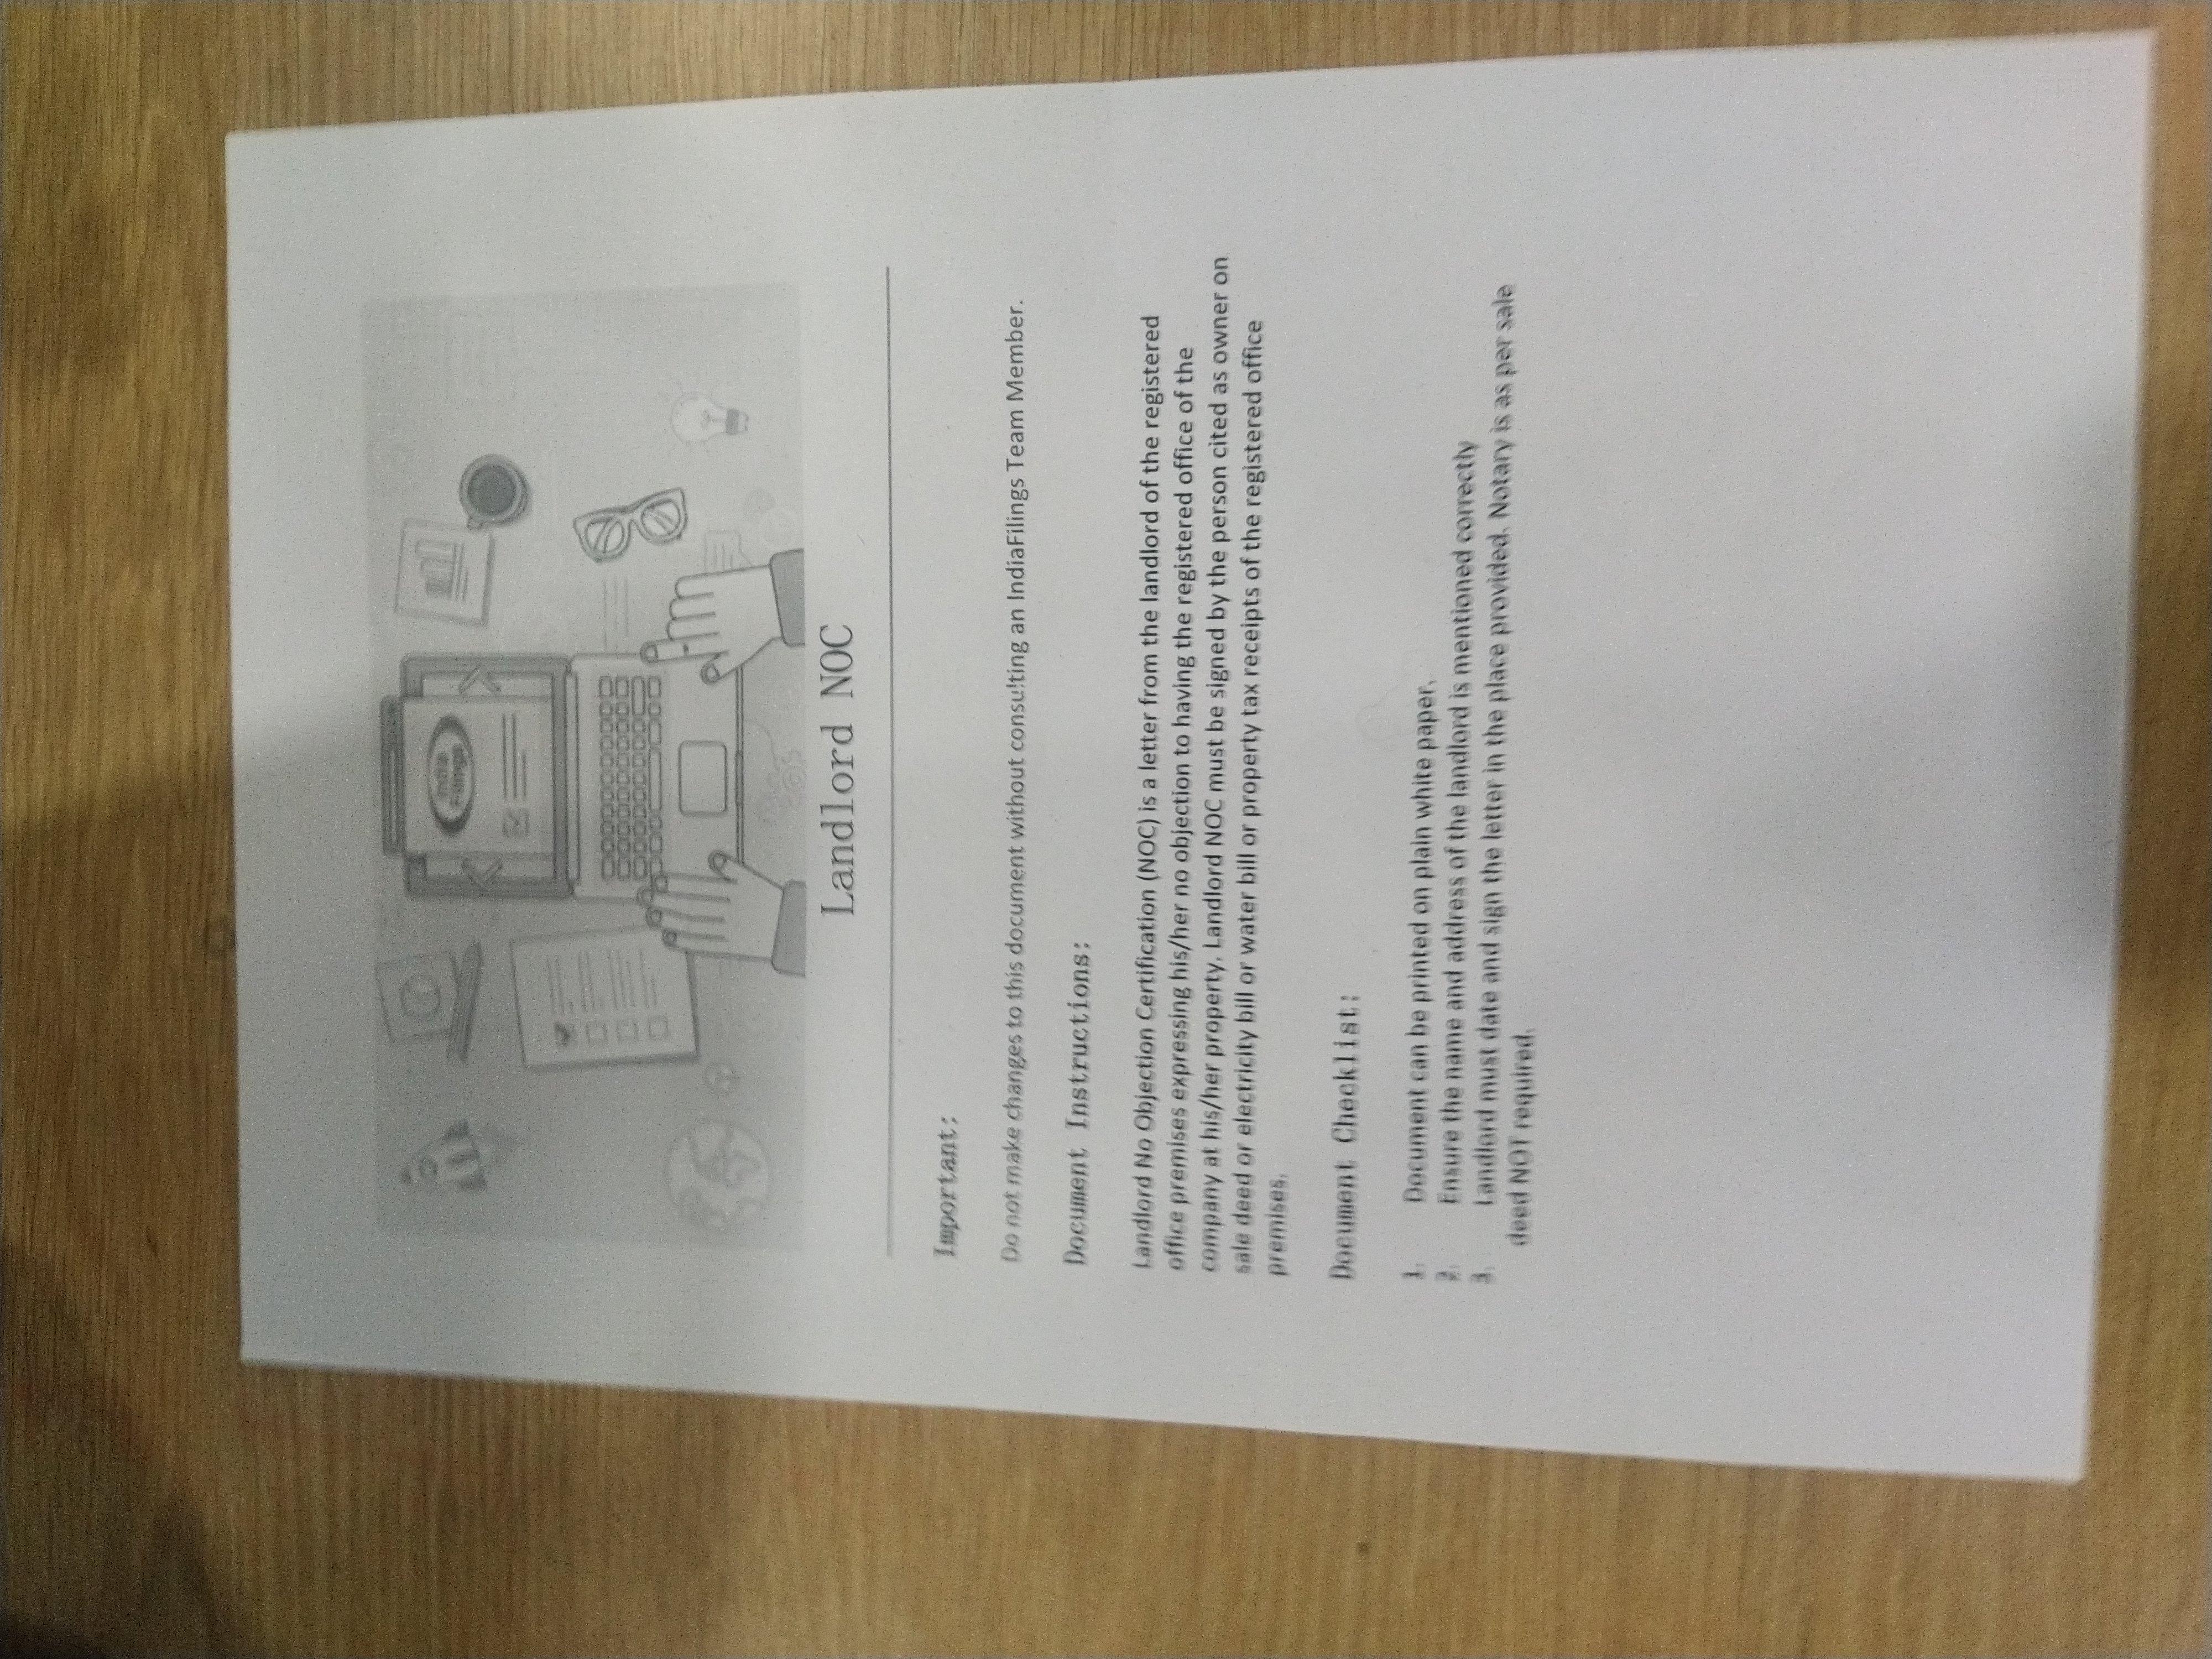 India
Filings
Landlord NOC
Important:
Do not make changes to this document without consulting an IndiaFilings Team Member.
Document Instructions:
Landlord No Objection Certification (NOC) is a letter from the landlord of the registered
office premises expressing his/her no objection to having the registered office of the
company at his/her property. Landlord NOC must be signed by the person cited as owner on
sale deed or electricity bill or water bill or property tax receipts of the registered office
premises.
Document Checklist:
1. Document can be printed on plain white paper.
2. Ensure the name and address of the landlord is mentioned correctly
3. Landlord must date and sign the letter in the place provided. Notary is as per sale
deed NOT required.